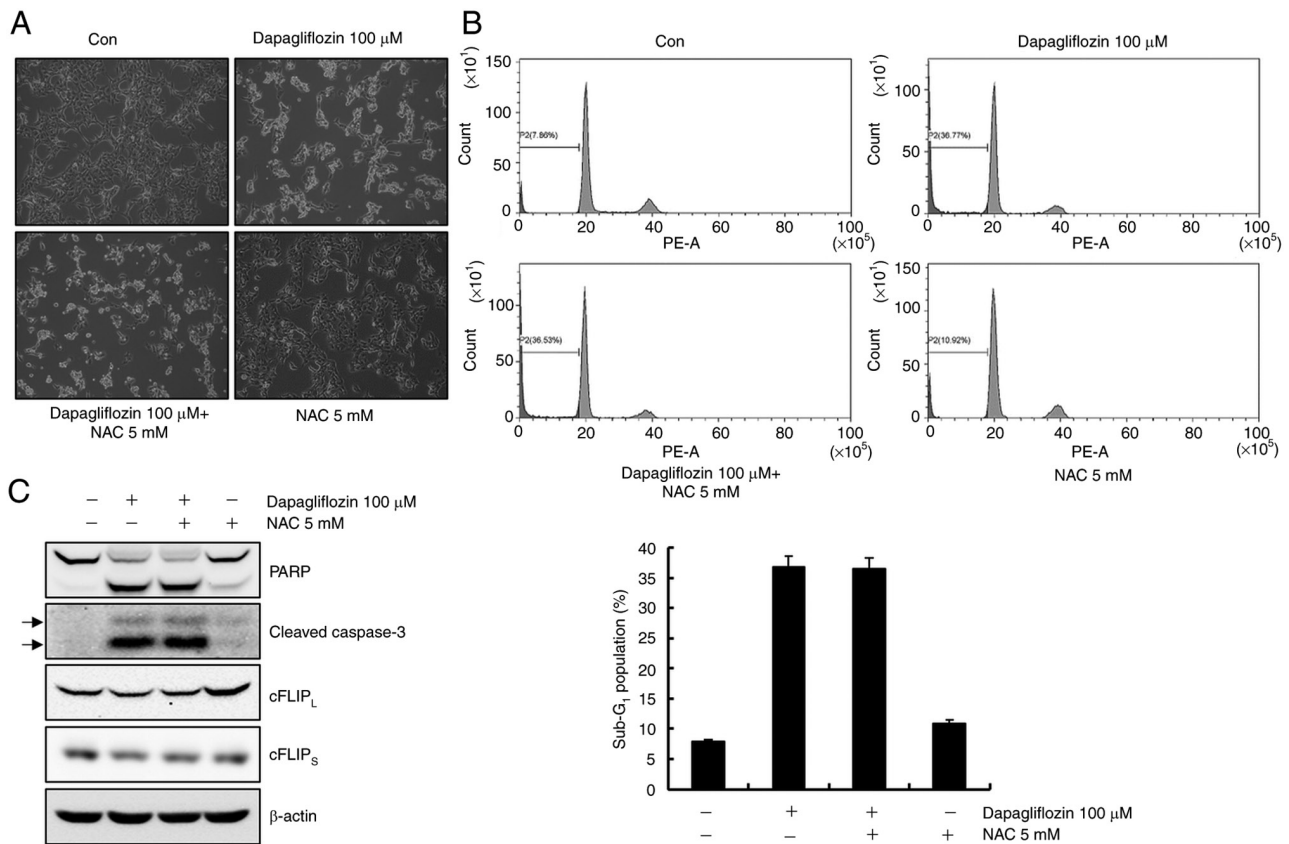 A
Con
Dapagliflozin 100 μM
Dapagliflozin 100 μM+
NAC 5 mM
NAC 5 mM
B
Con
(×10¹)
150
100
50
0
Count
P2(7.86%)
0 20 40 60 80 100
PE-A
(×10⁵)
Dapagliflozin 100 μM
(×10¹)
150
100
50
0
Count
P2(36.77%)
0 20 40 60 80 100
PE-A
(×10⁵)
(×10¹)
150
100
50
0
Count
P2(36.53%)
0 20 40 60 80 100
PE-A
(×10⁵)
Dapagliflozin 100 μM+
NAC 5 mM
(×10¹)
150
100
50
0
Count
P2(10.92%)
0 20 40 60 80 100
PE-A
(×10⁵)
NAC 5 mM
C
– + + – Dapagliflozin 100 μM
– – + + NAC 5 mM
PARP
Cleaved caspase-3
cFLIP_L
cFLIP_S
β-actin
Sub-G₁ population (%)
40
35
30
25
20
15
10
5
0
– + + – Dapagliflozin 100 μM
– – + + NAC 5 mM